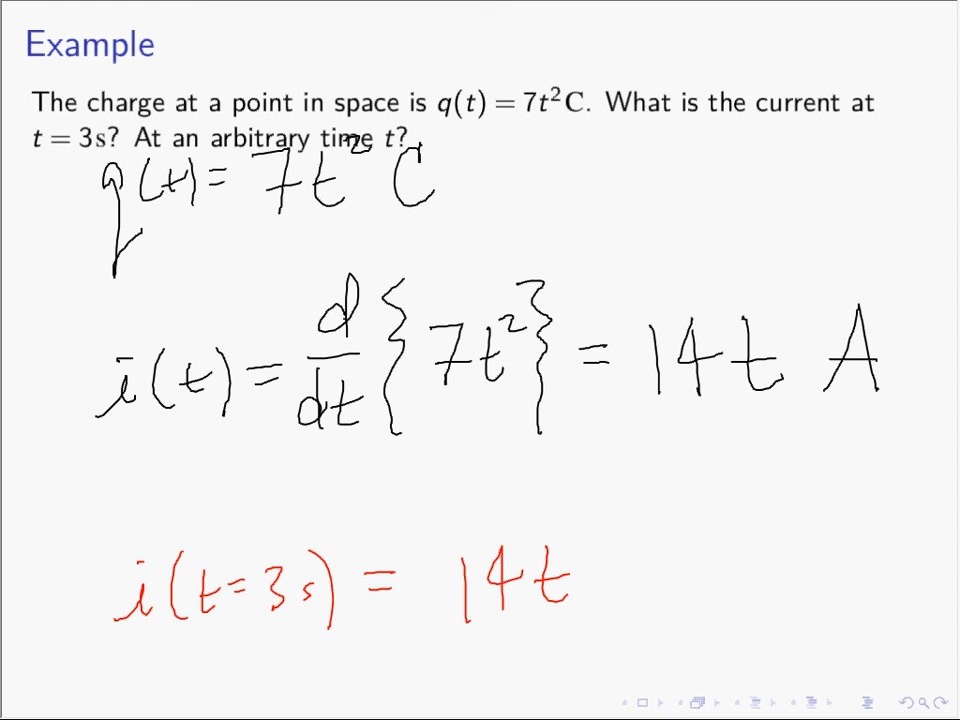 Example
The charge at a point in space is q(t) = 7t²C. What is the current at
t = 3s? At an arbitrary time t?
q(t) = 7t² C
i(t) = d/dt {7t²} = 14t A
i(t=3s) = 14t